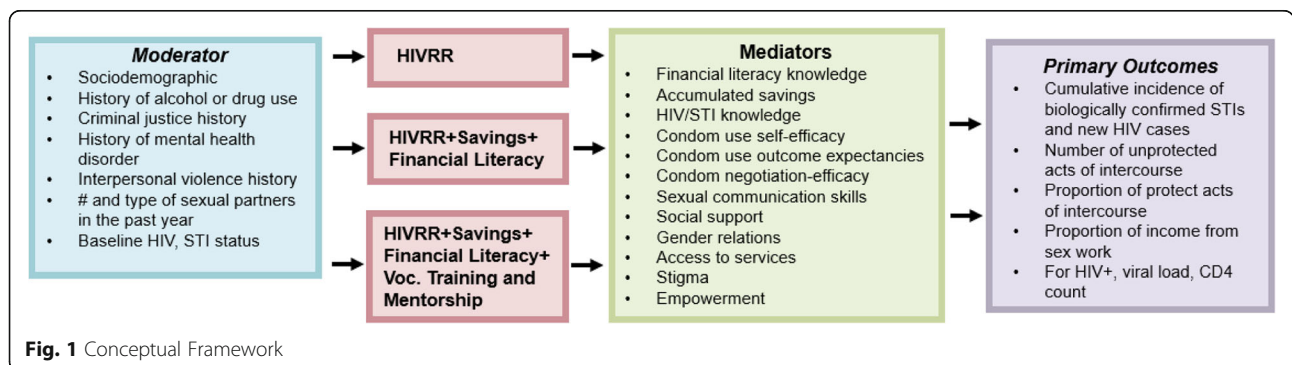 Moderator
• Sociodemographic
• History of alcohol or drug use
• Criminal justice history
• History of mental health
disorder
• Interpersonal violence history
• # and type of sexual partners
in the past year
• Baseline HIV, STI status
HIVRR
HIVRR+Savings+
Financial Literacy
HIVRR+Savings+
Financial Literacy+
Voc. Training and
Mentorship
Mediators
• Financial literacy knowledge
• Accumulated savings
• HIV/STI knowledge
• Condom use self-efficacy
• Condom use outcome expectancies
• Condom negotiation-efficacy
• Sexual communication skills
• Social support
• Gender relations
• Access to services
• Stigma
• Empowerment
Primary Outcomes
• Cumulative incidence of
biologically confirmed STIs
and new HIV cases
• Number of unprotected
acts of intercourse
• Proportion of protect acts
of intercourse
• Proportion of income from
sex work
• For HIV+, viral load, CD4
count
Fig. 1 Conceptual Framework